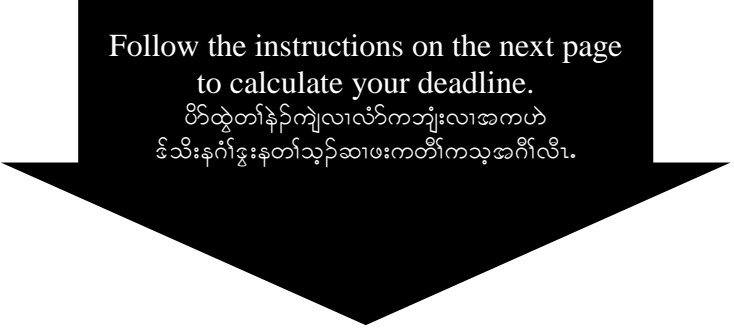 Follow the instructions on the next page
to calculate your deadline.
ပိာ်ထွဲတၢ်နဲၣ်ကျဲလၢလံာ်ကဘျံးလၢအကဟဲ
ဒ်သိးနဂံၢ်ဒွးနတၢ်သ့ၣ်ဆၢဖးကတီၢ်ကသ့အဂီၢ်လီၤ.